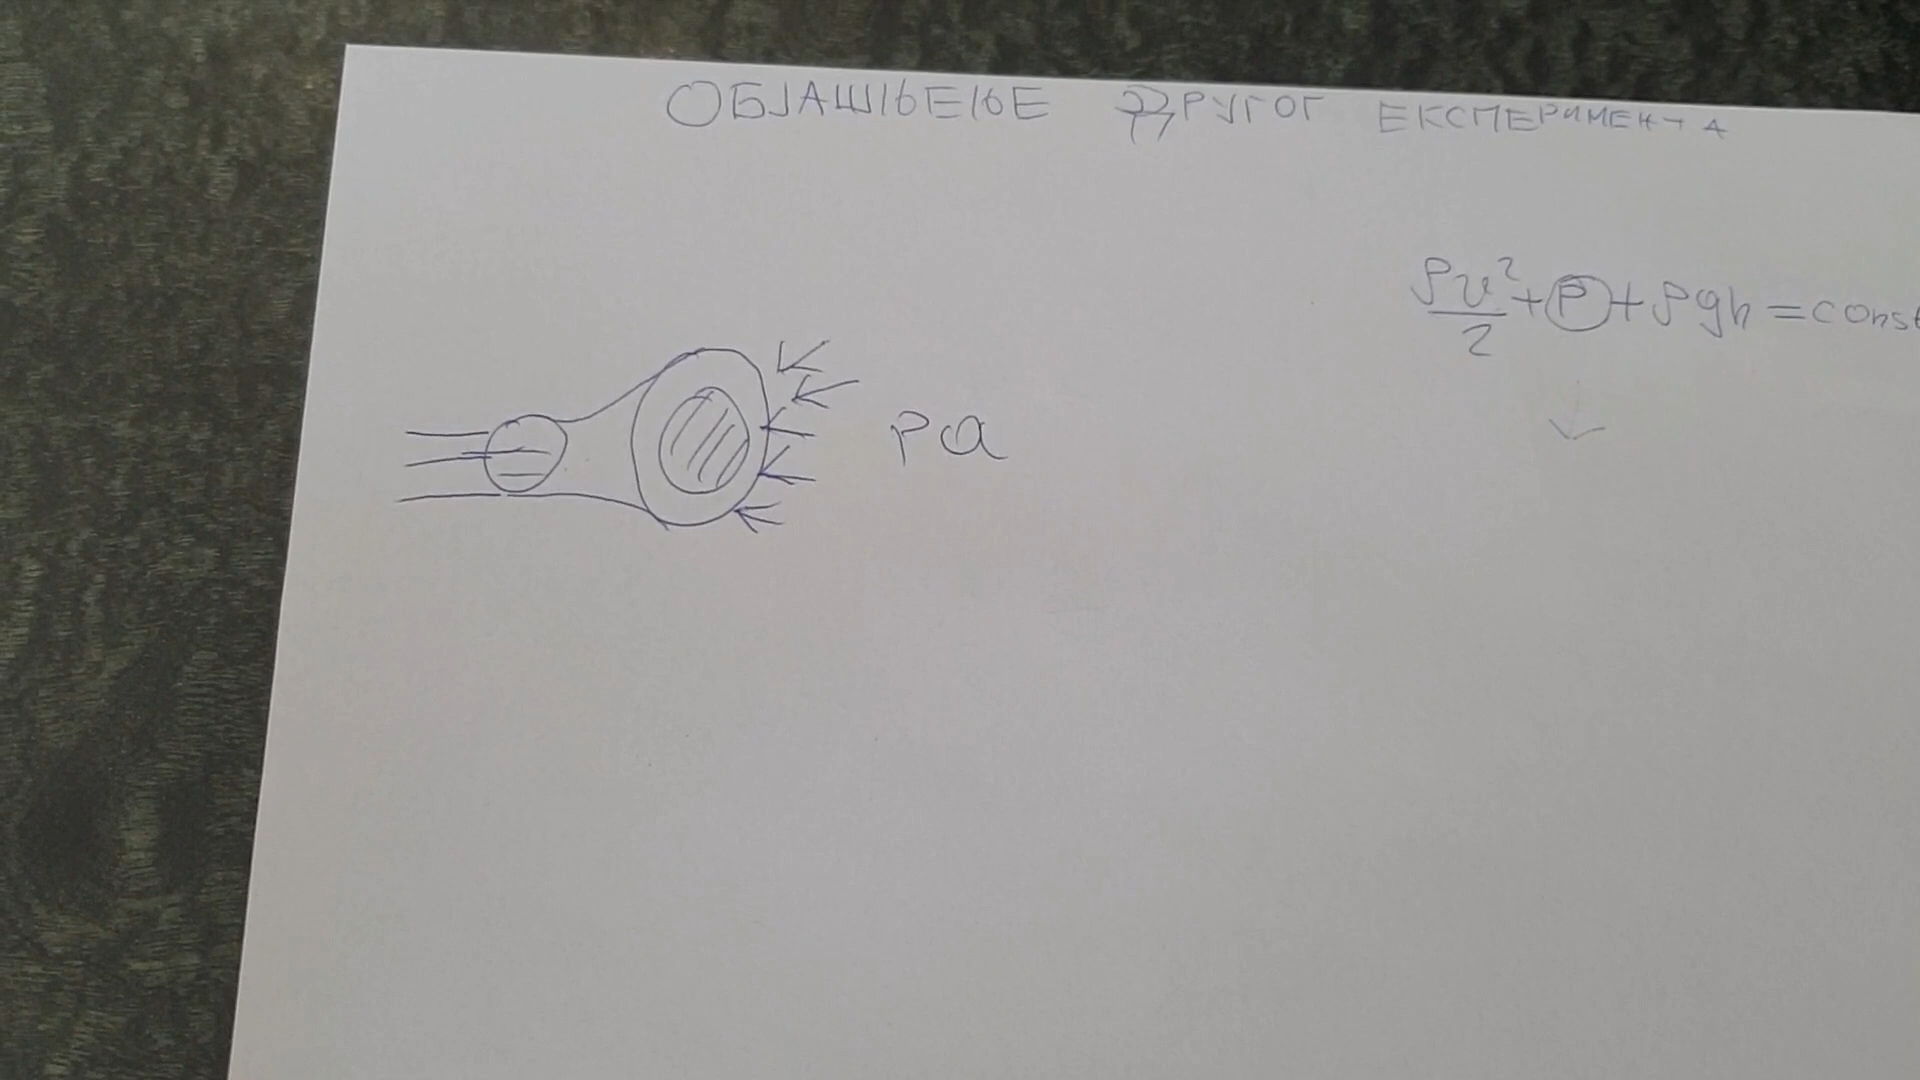 ОБЈАШЊЕЊЕ ДРУГОГ ЕКСПЕРИМЕНТА
ρv²/2 + p + ρgh = const
pa